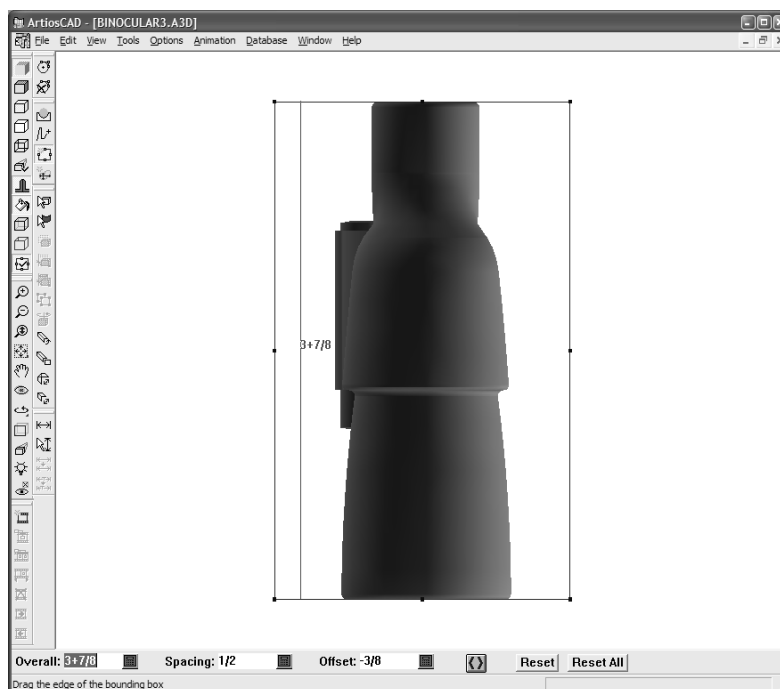 ArtiosCAD - [BINOCULAR3.A3D]
File Edit View Tools Options Animation Database Window Help
3+7/8
Overall: 3+7/8 Spacing: 1/2 Offset: -3/8 Reset Reset All
Drag the edge of the bounding box